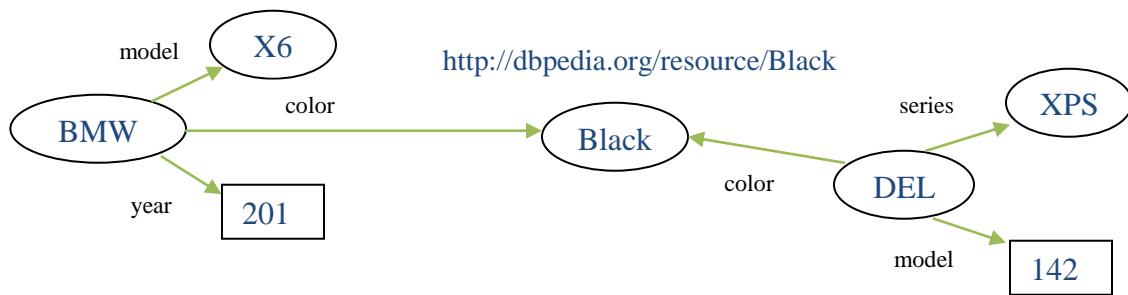 X6
model
http://dbpedia.org/resource/Black
color
series
XPS
BMW
Black
color
DEL
year
201
model
142